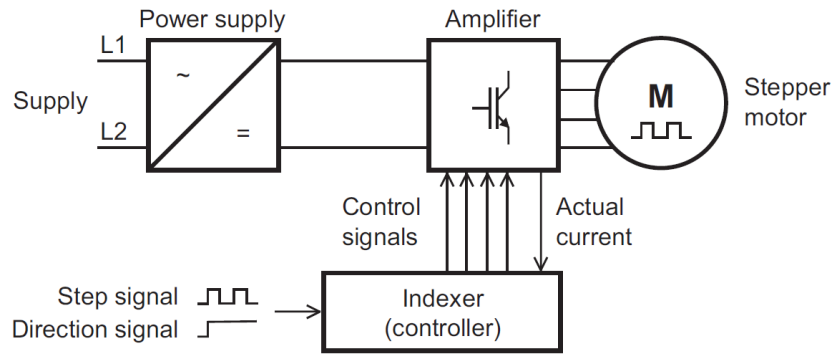 Power supply
Amplifier
L1
~
Supply
M
Stepper
motor
L2
=
Control
signals
Actual
current
Step signal
Direction signal
Indexer
(controller)